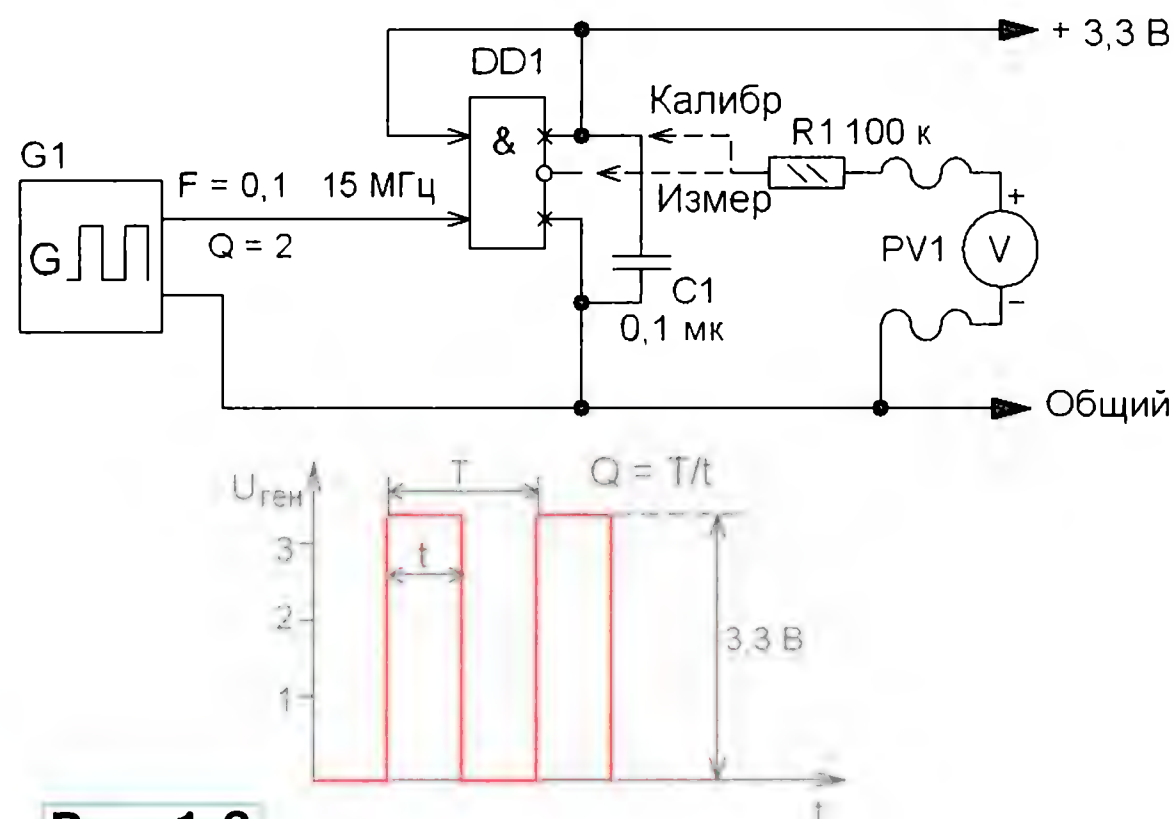 + 3,3 В
DD1
&
Калибр
R1 100 к
G1
F = 0,1 15 МГц
Измер
+
Q = 2
G
PV1
V
C1
−
0,1 мк
Общий
Uген
T
Q = T/t
3
t
2
3,3 В
1
t